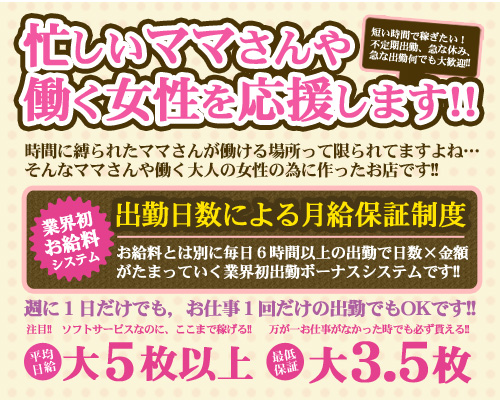 忙しいママさんや
働く女性を応援します!!
短い時間で稼ぎたい！
不定期出勤、急な休み、
急な出勤何でも大歓迎!!
時間に縛られたママさんが働ける場所って限られてますよね…
そんなママさんや働く大人の女性の為に作ったお店です!!
業界初
お給料
システム
出勤日数による月給保証制度
お給料とは別に毎日６時間以上の出勤で日数×金額
がたまっていく業界初出勤ボーナスシステムです!!
週に１日だけでも，お仕事１回だけの出勤でもOKです!!
注目!!　ソフトサービスなのに、ここまで稼げる!!
平均
日給
大５枚以上
万が一お仕事がなかった時でも必ず貰える!!
最低
保証
大3.5枚